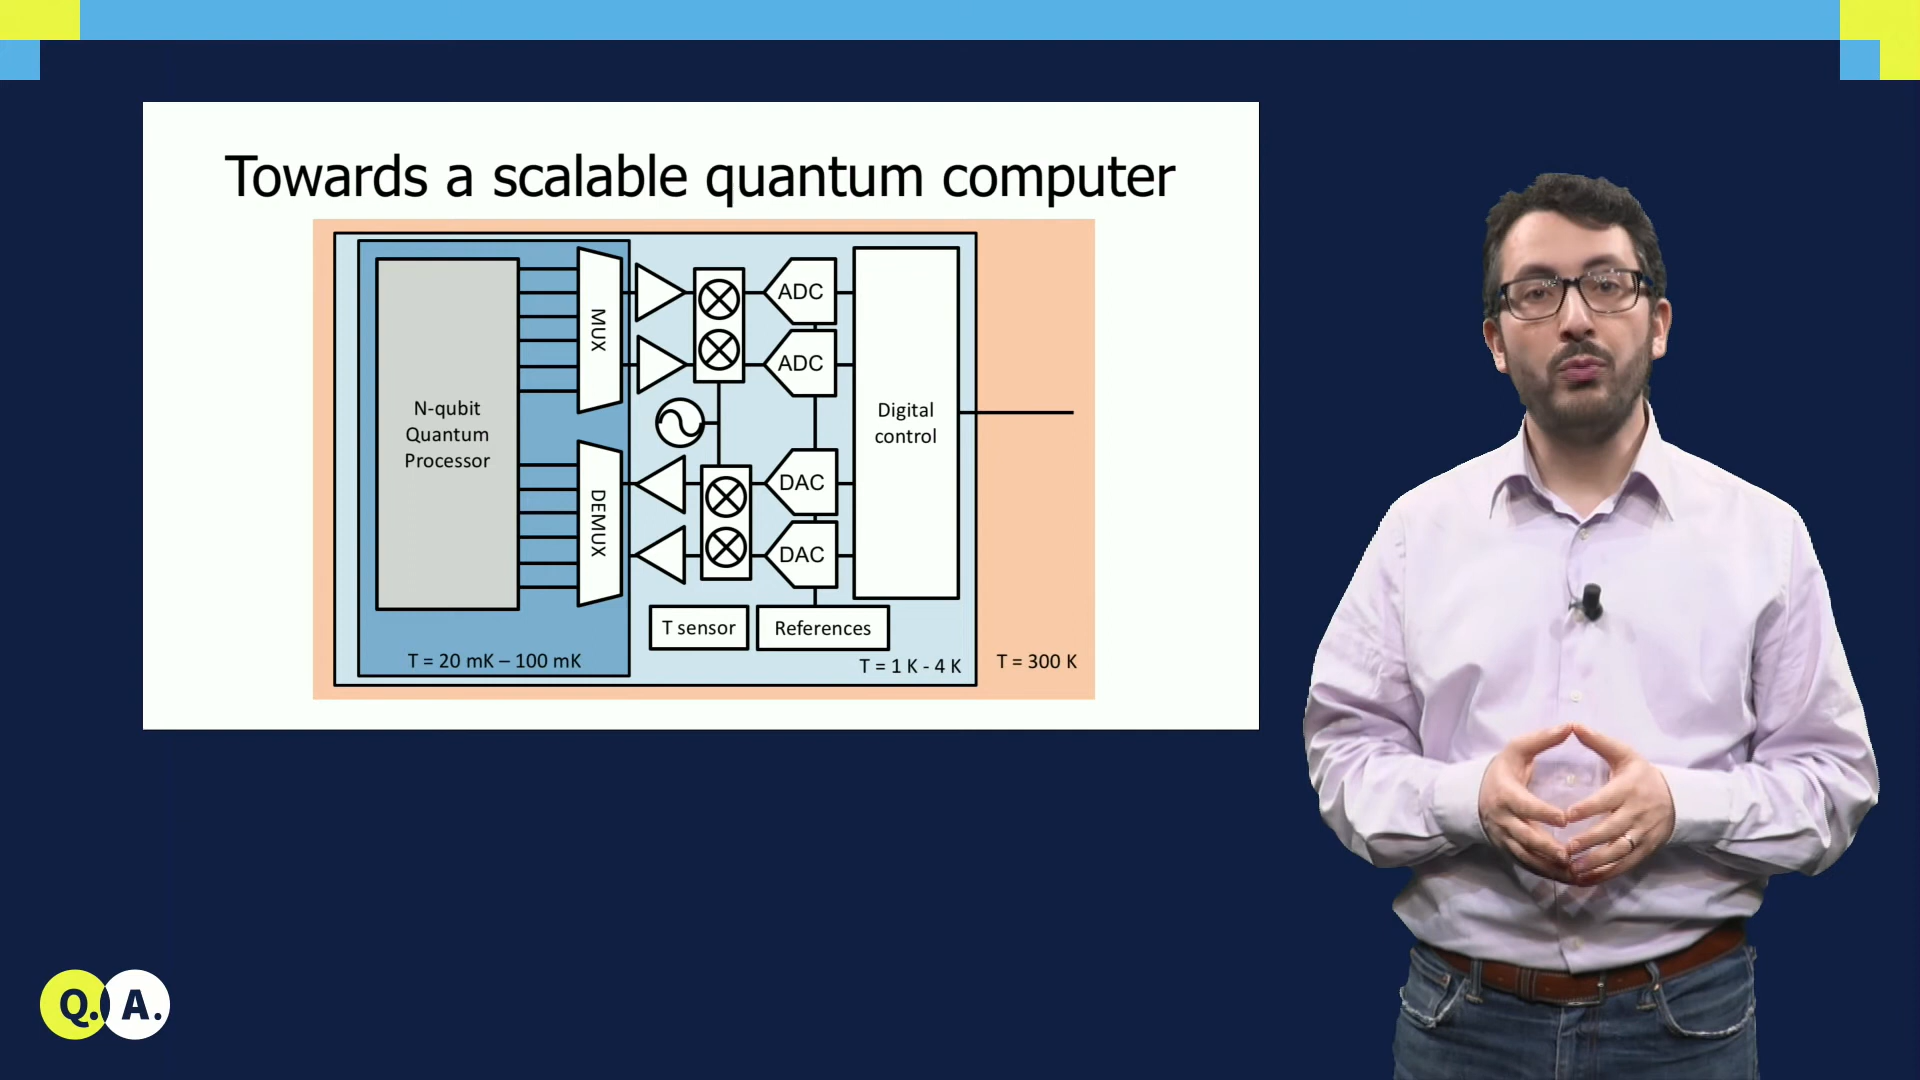 Towards a scalable quantum computer
N-qubit
Quantum
Processor
MUX
DEMUX
ADC
ADC
DAC
DAC
Digital
control
T sensor
References
T = 20 mK – 100 mK
T = 1 K - 4 K
T = 300 K
Q. A.